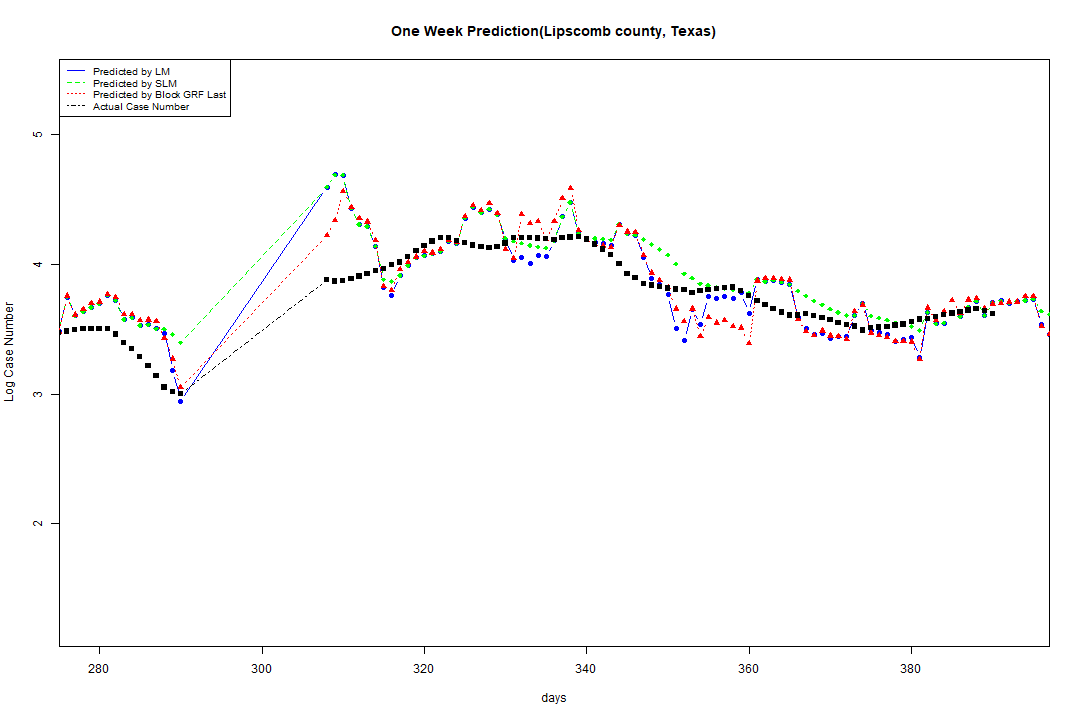 One Week Prediction(Lipscomb county, Texas)
Predicted by LM
Predicted by SLM
Predicted by Block GRF Last
Actual Case Number
5
4
3
2
Log Case Number
280 300 320 340 360 380
days